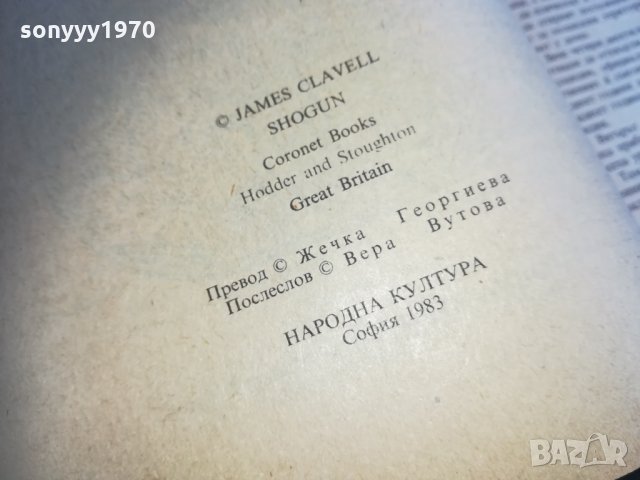 sonyyy1970
© JAMES CLAVELL
SHOGUN
Coronet Books
Hodder and Stoughton
Great Britain
Превод © Жечка Георгиева
Послеслов © Вера Вутова
НАРОДНА КУЛТУРА
София 1983
BAZAR